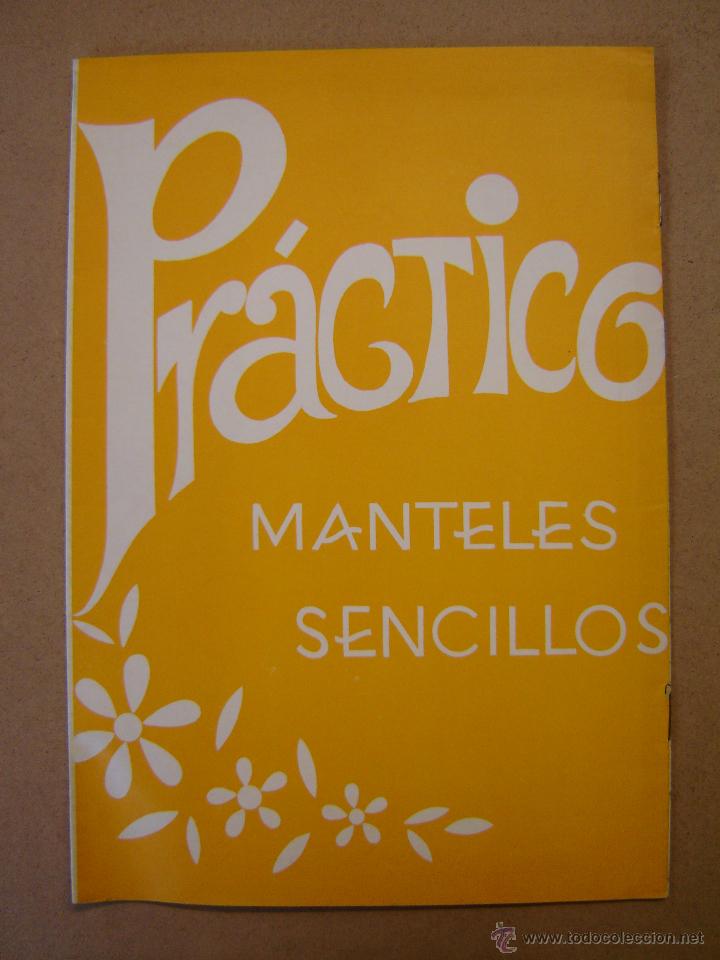 Práctico
MANTELES
SENCILLOS
© www.todocoleccion.net